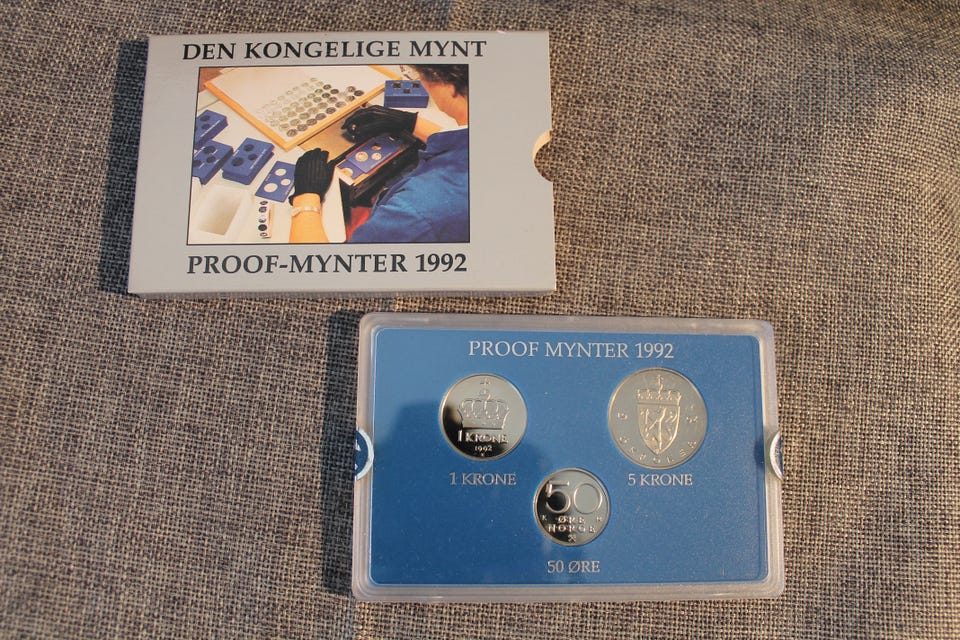 DEN KONGELIGE MYNT
PROOF-MYNTER 1992
PROOF MYNTER 1992
1 KRONE
1992
1 KRONE
5 KRONE
50
ØRE
NORGE
50 ØRE